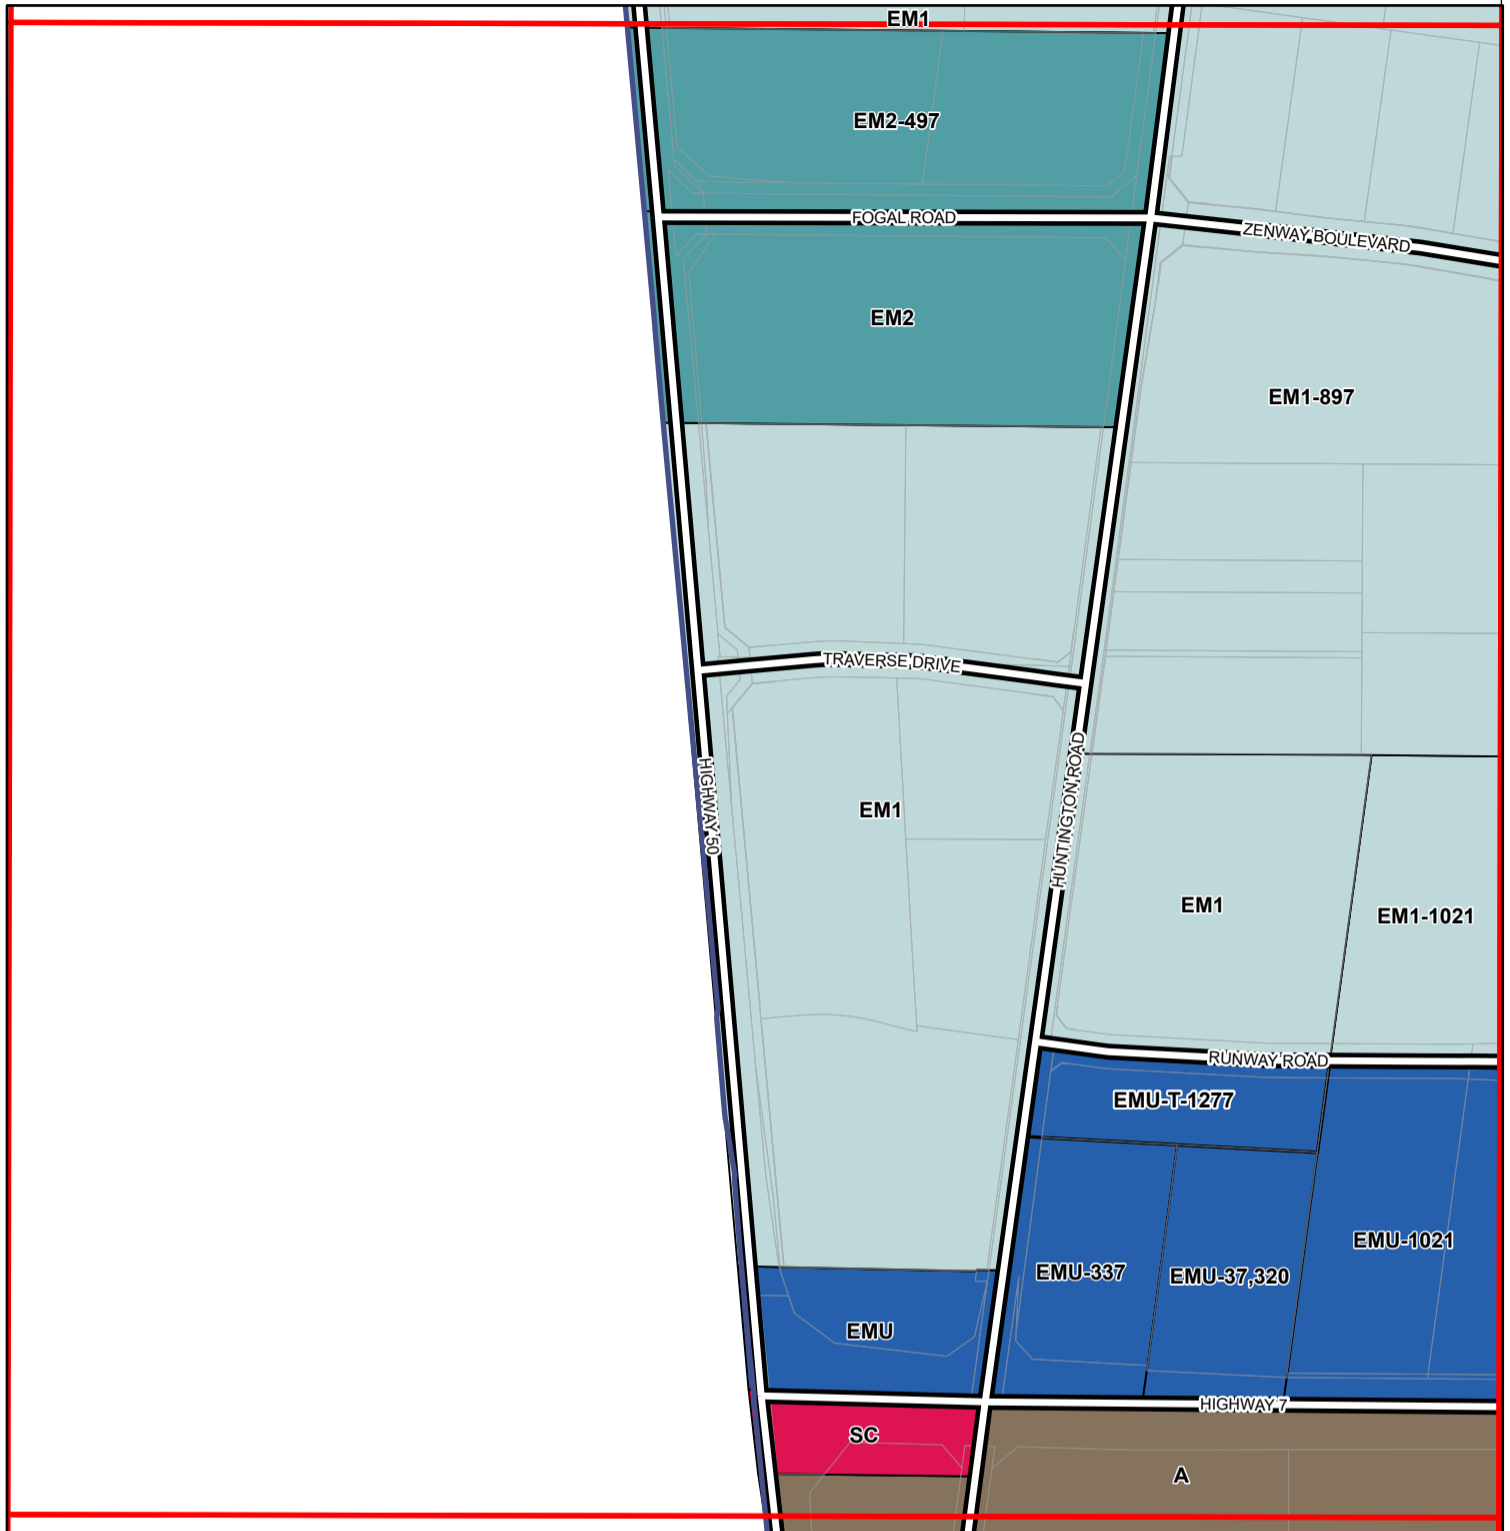 EM1
EM2-497
FOGAL ROAD
ZENWAY BOULEVARD
EM2
EM1-897
TRAVERSE DRIVE
HIGHWAY 50
HUNTINGTON ROAD
EM1
EM1
EM1-1021
RUNWAY ROAD
EMU-T-1277
EMU-1021
EMU-337
EMU-37,320
EMU
HIGHWAY 7
SC
A